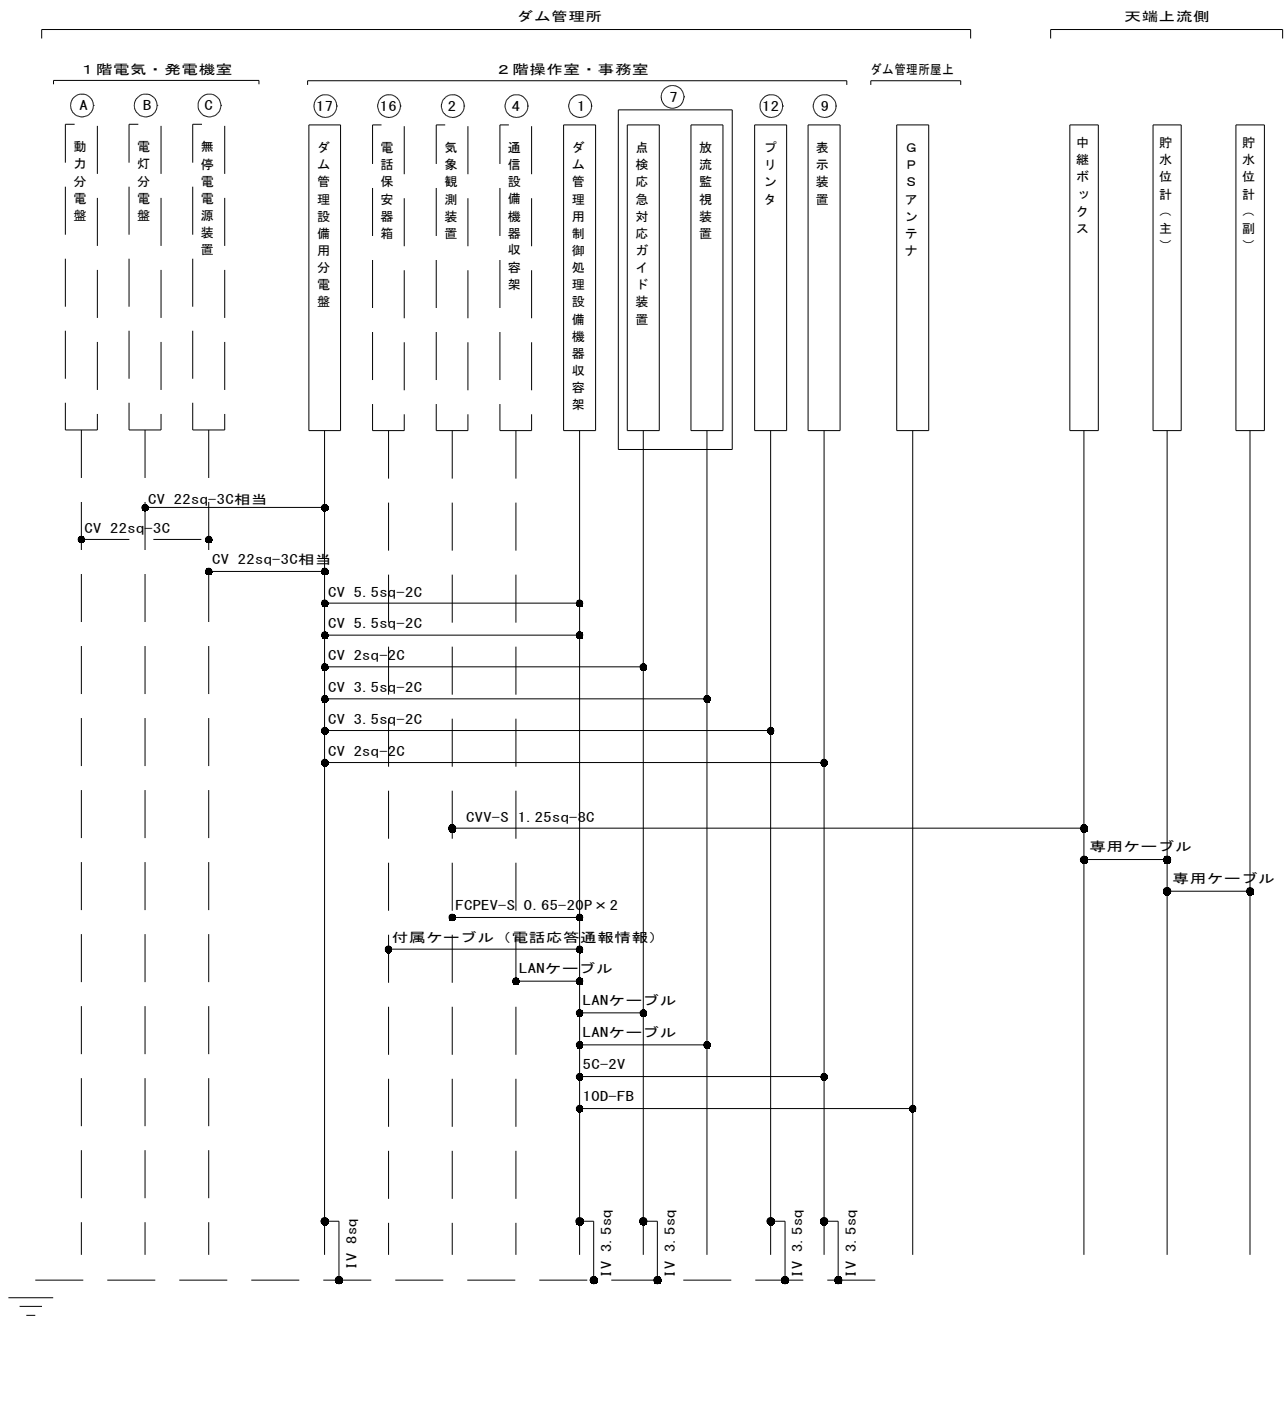 ダム管理所
天端上流側
1階電気・発電機室
2階操作室・事務室
ダム管理所屋上
A
B
C
17
16
2
4
1
7
12
9
動力分電盤
電灯分電盤
無停電電源装置
ダム管理設備用分電盤
電話保安器箱
気象観測装置
通信設備機器収容架
ダム管理用制御処理設備機器収容架
点検応急対応ガイド装置
放流監視装置
プリンタ
表示装置
GPSアンテナ
中継ボックス
貯水位計(主)
貯水位計(副)
CV 22sq-3C相当
CV 22sq-3C
CV 22sq-3C相当
CV 5.5sq-2C
CV 5.5sq-2C
CV 2sq-2C
CV 3.5sq-2C
CV 3.5sq-2C
CV 2sq-2C
CVV-S 1.25sq-8C
専用ケーブル
専用ケーブル
FCPEV-S 0.65-20P×2
付属ケーブル(電話応答通報情報)
LANケーブル
LANケーブル
LANケーブル
5C-2V
10D-FB
IV 8sq
IV 3.5sq
IV 3.5sq
IV 3.5sq
IV 3.5sq